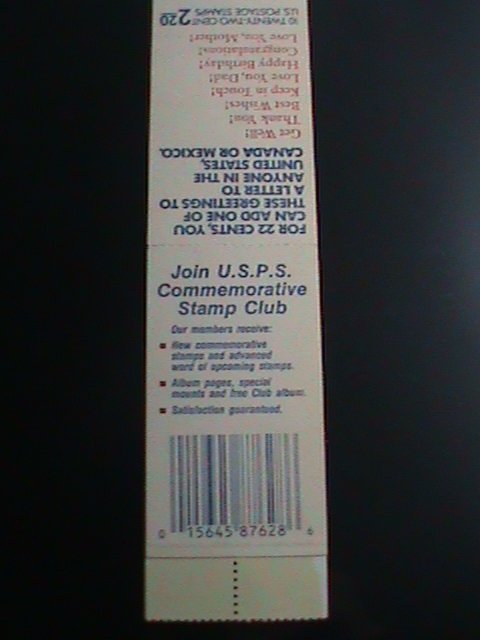 10 TWENTY-TWO CENT
U.S. POSTAGE STAMPS 2.20
Love You, Mother!
Congratulations!
Happy Birthday!
Love You, Dad!
Keep in Touch!
Best Wishes!
Thank You!
Get Well!
FOR 22 CENTS, YOU
CAN ADD ONE OF
THESE GREETINGS TO
A LETTER TO
ANYONE IN THE
UNITED STATES,
CANADA OR MEXICO.
Join U.S.P.S.
Commemorative
Stamp Club
Our members receive:
New commemorative
stamps and advanced
word of upcoming stamps.
Album pages, special
mounts and free Club album.
Satisfaction guaranteed.
0 15645 87628 6